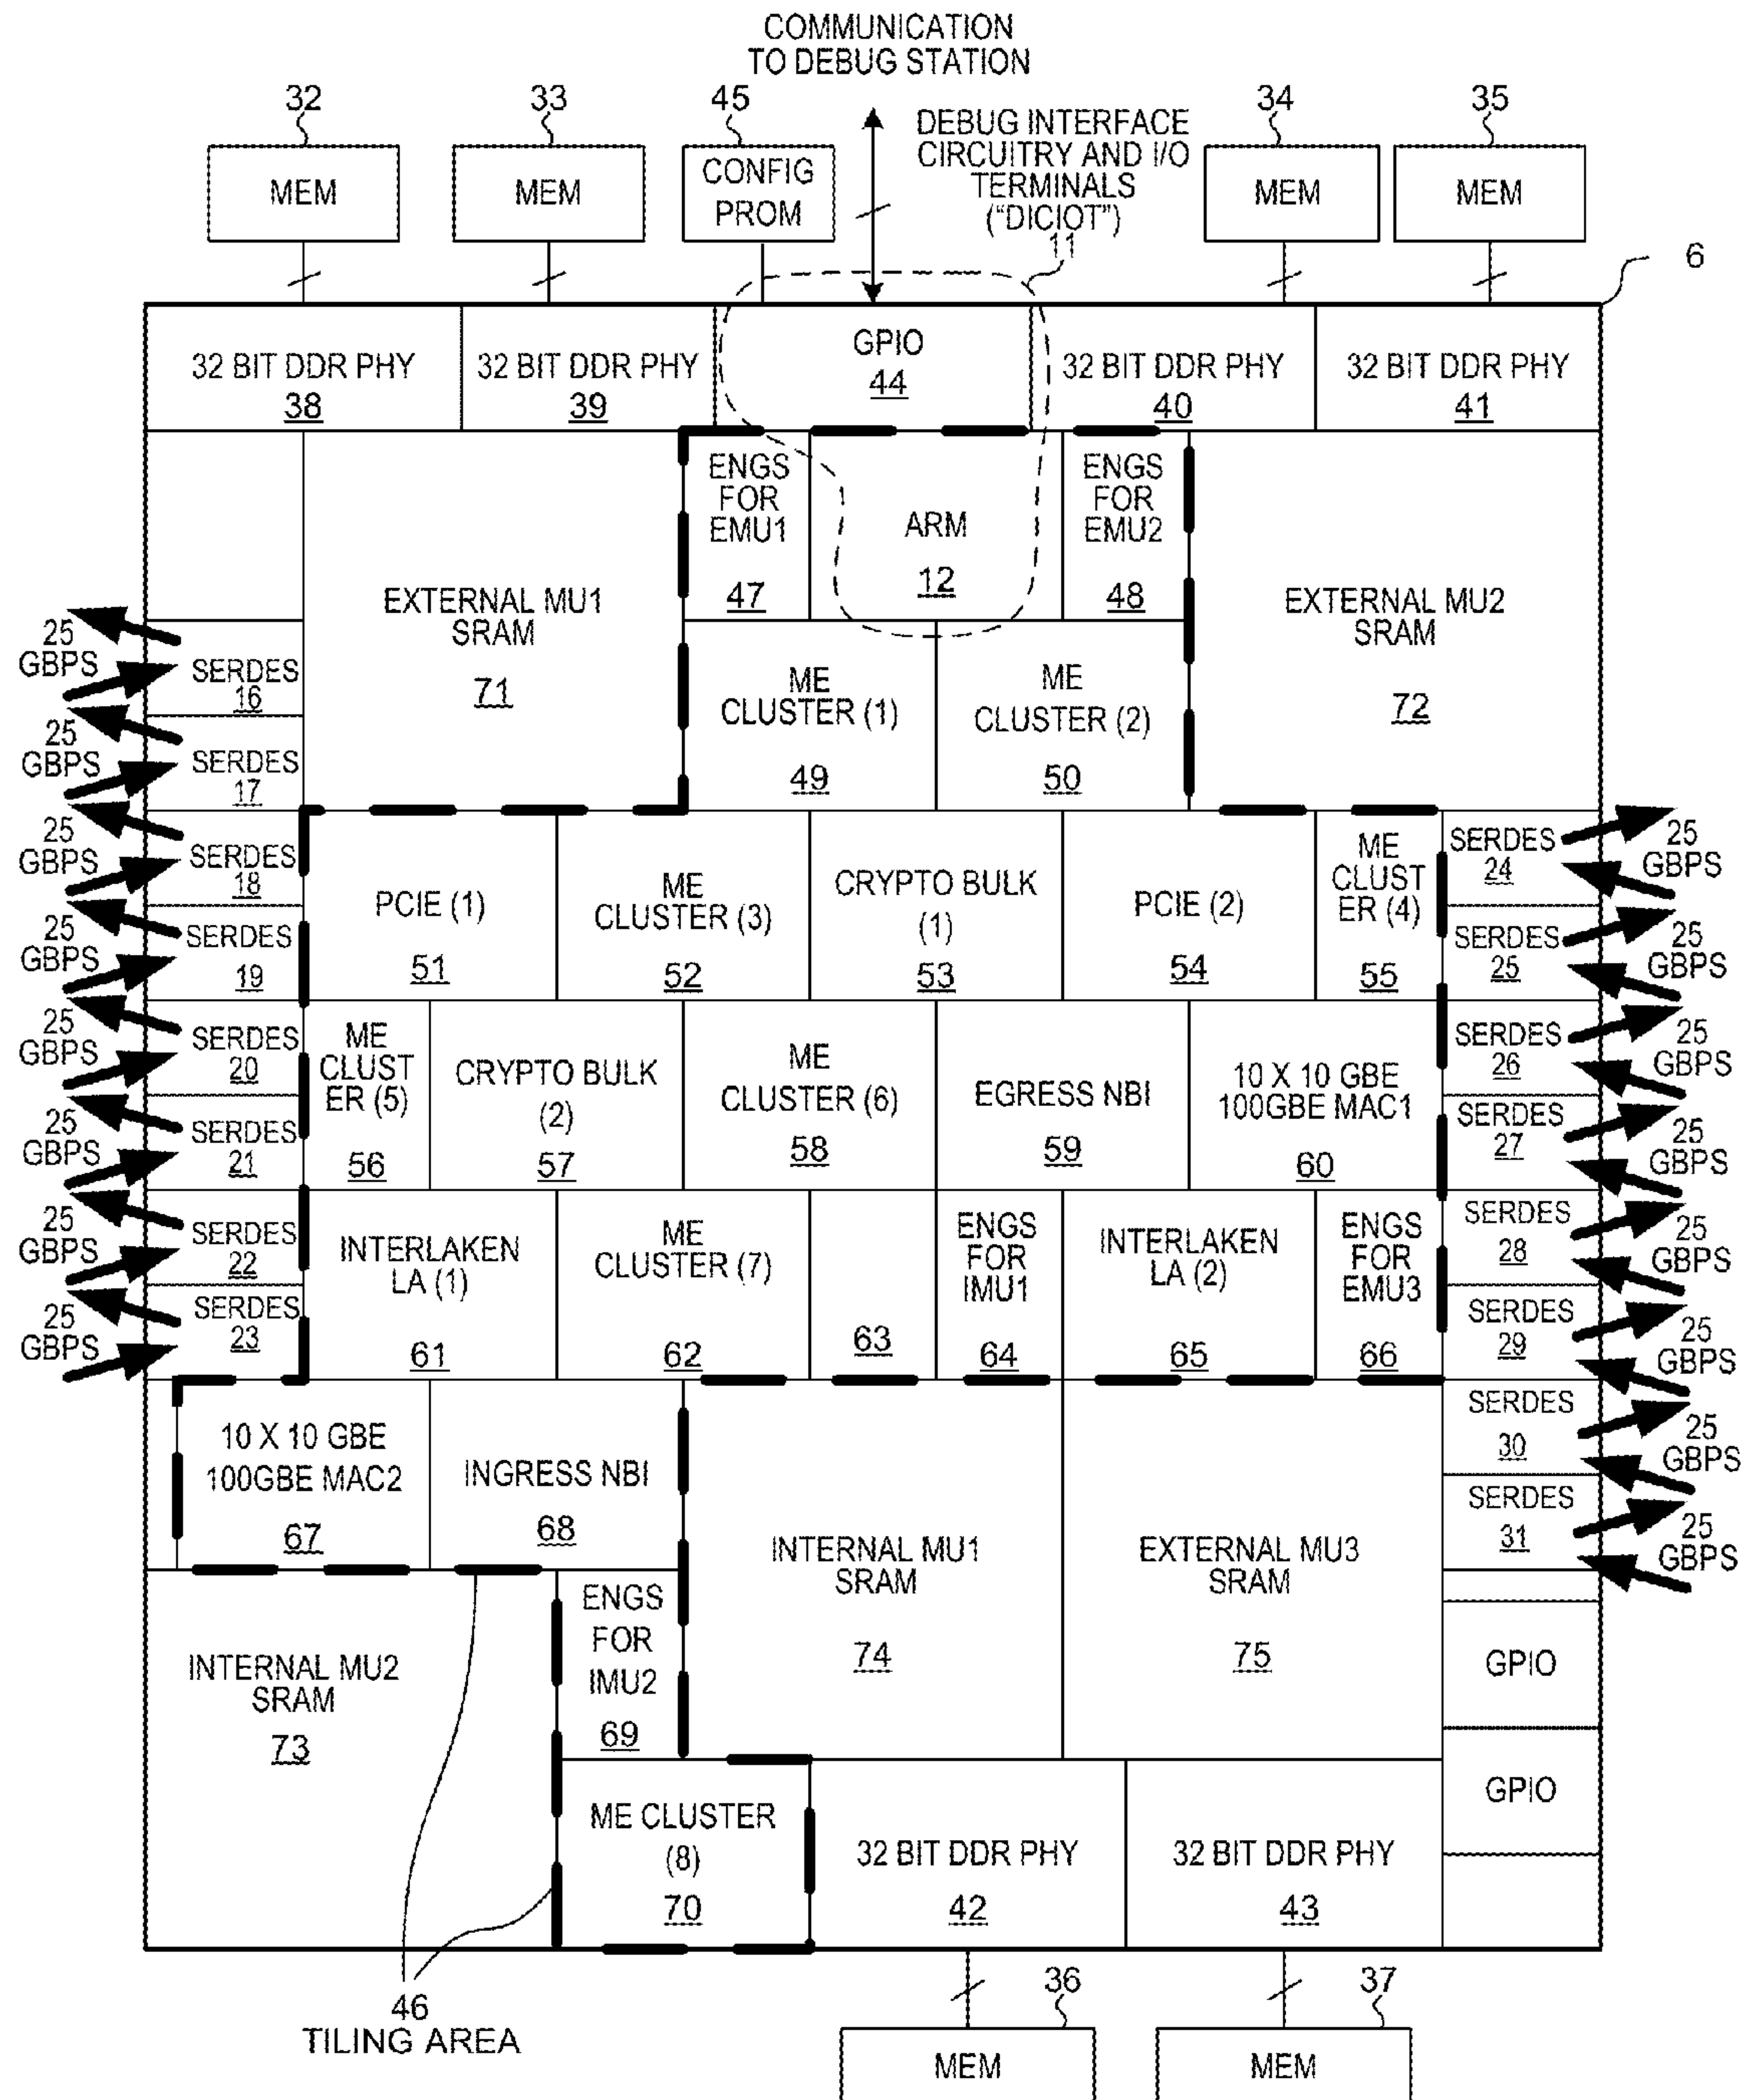 COMMUNICATION
TO DEBUG STATION
32
33
45
34
35
DEBUG INTERFACE
CIRCUITRY AND I/O
TERMINALS
("DICIOT")
11
MEM
MEM
CONFIG
PROM
MEM
MEM
6
32 BIT DDR PHY
38
32 BIT DDR PHY
39
GPIO
44
32 BIT DDR PHY
40
32 BIT DDR PHY
41
EXTERNAL MU1
SRAM
71
ENGS
FOR
EMU1
47
ARM
12
ENGS
FOR
EMU2
48
EXTERNAL MU2
SRAM
72
ME
CLUSTER (1)
49
ME
CLUSTER (2)
50
25
GBPS
SERDES
16
25
GBPS
SERDES
17
25
GBPS
SERDES
18
25
GBPS
SERDES
19
PCIE (1)
51
ME
CLUSTER (3)
52
CRYPTO BULK
(1)
53
PCIE (2)
54
ME
CLUST
ER (4)
55
SERDES
24
25
GBPS
SERDES
25
25
GBPS
25
GBPS
SERDES
20
25
GBPS
SERDES
21
ME
CLUST
ER (5)
56
CRYPTO BULK
(2)
57
ME
CLUSTER (6)
58
EGRESS NBI
59
10 X 10 GBE
100GBE MAC1
60
SERDES
26
25
GBPS
SERDES
27
25
GBPS
25
GBPS
SERDES
22
25
GBPS
SERDES
23
INTERLAKEN
LA (1)
61
ME
CLUSTER (7)
62
63
ENGS
FOR
IMU1
64
INTERLAKEN
LA (2)
65
ENGS
FOR
EMU3
66
SERDES
28
25
GBPS
SERDES
29
25
GBPS
10 X 10 GBE
100GBE MAC2
67
INGRESS NBI
68
INTERNAL MU1
SRAM
74
EXTERNAL MU3
SRAM
75
SERDES
30
25
GBPS
SERDES
31
25
GBPS
INTERNAL MU2
SRAM
73
ENGS
FOR
IMU2
69
GPIO
GPIO
ME CLUSTER
(8)
70
32 BIT DDR PHY
42
32 BIT DDR PHY
43
46
TILING AREA
36
37
MEM
MEM